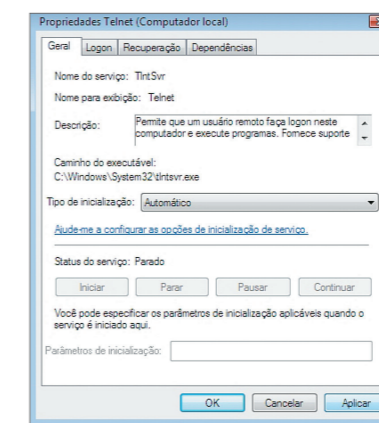 Propriedades Telnet (Computador local)
Geral Logon Recuperação Dependências
Nome do serviço: TlntSvr
Nome para exibição: Telnet
Descrição: Permite que um usuário remoto faça logon neste
computador e execute programas. Fornece suporte
Caminho do executável:
C:\Windows\System32\tlntsvr.exe
Tipo de inicialização: Automático
Ajude-me a configurar as opções de inicialização de serviço.
Status do serviço: Parado
Iniciar Parar Pausar Continuar
Você pode especificar os parâmetros de inicialização aplicáveis quando o
serviço é iniciado aqui.
Parâmetros de inicialização:
OK Cancelar Aplicar